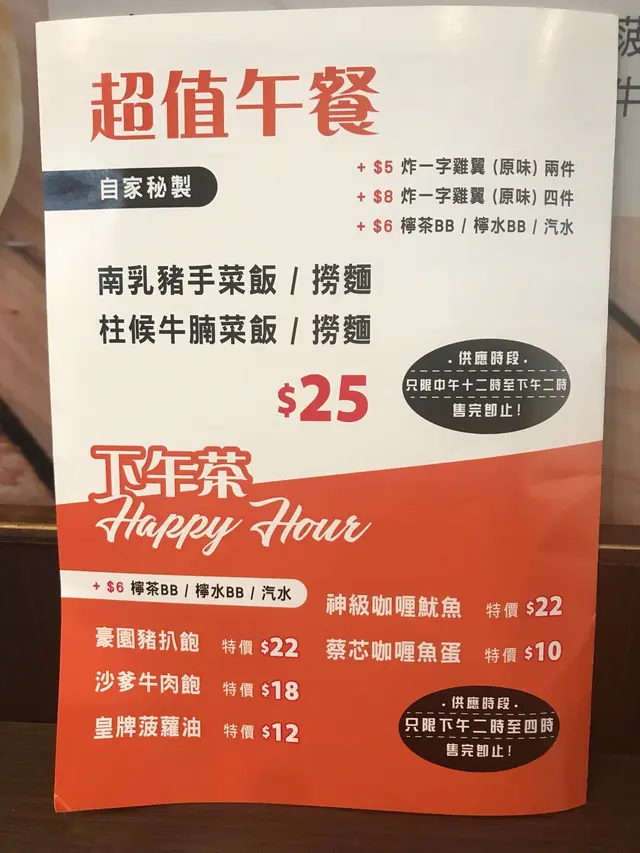 超值午餐
自家秘製
+ $5 炸一字雞翼 (原味) 兩件
+ $8 炸一字雞翼 (原味) 四件
+ $6 檸茶BB / 檸水BB / 汽水
南乳豬手菜飯 / 撈麵
柱候牛腩菜飯 / 撈麵
$25
· 供應時段 ·
只限中午十二時至下午二時
售完即止!
下午茶
Happy Hour
+ $6 檸茶BB / 檸水BB / 汽水
豪園豬扒飽 特價 $22
沙爹牛肉飽 特價 $18
皇牌菠蘿油 特價 $12
神級咖喱魷魚 特價 $22
蔡芯咖喱魚蛋 特價 $10
· 供應時段 ·
只限下午二時至四時
售完即止!
菠
牛